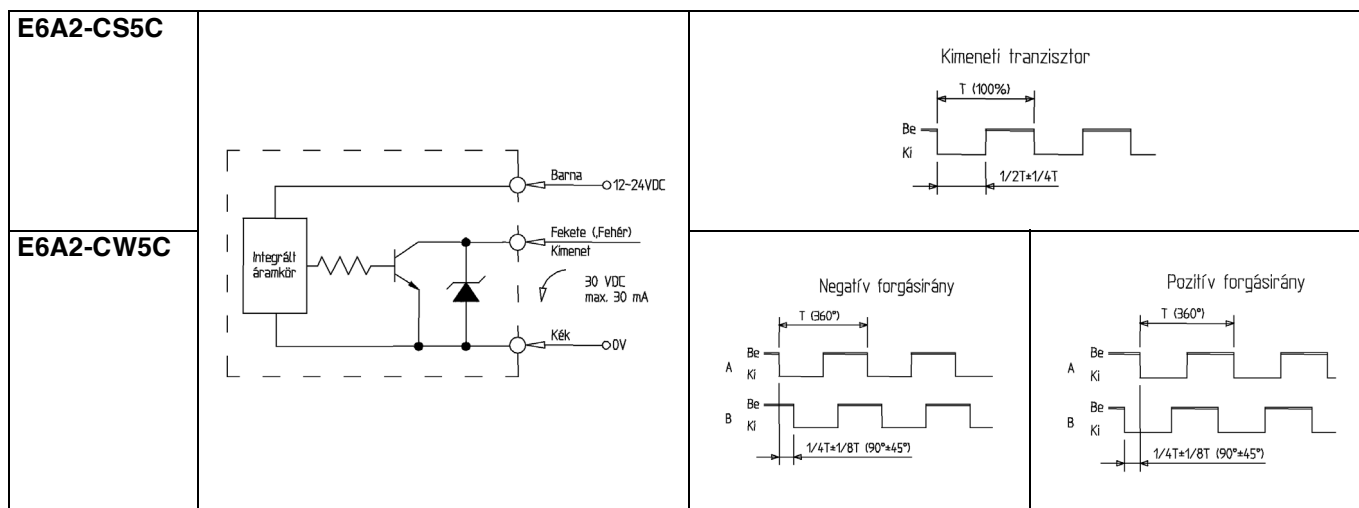 E6A2-CS5C
Kimeneti tranzisztor
T (100%)
Be
Ki
1/2T±1/4T
Integrált
áramkör
Barna
12~24VDC
Fekete (,Fehér)
Kimenet
30 VDC
max. 30 mA
Kék
0V
E6A2-CW5C
Negatív forgásirány
T (360°)
A
Be
Ki
B
Be
Ki
1/4T±1/8T (90°±45°)
Pozitív forgásirány
T (360°)
A
Be
Ki
B
Be
Ki
1/4T±1/8T (90°±45°)